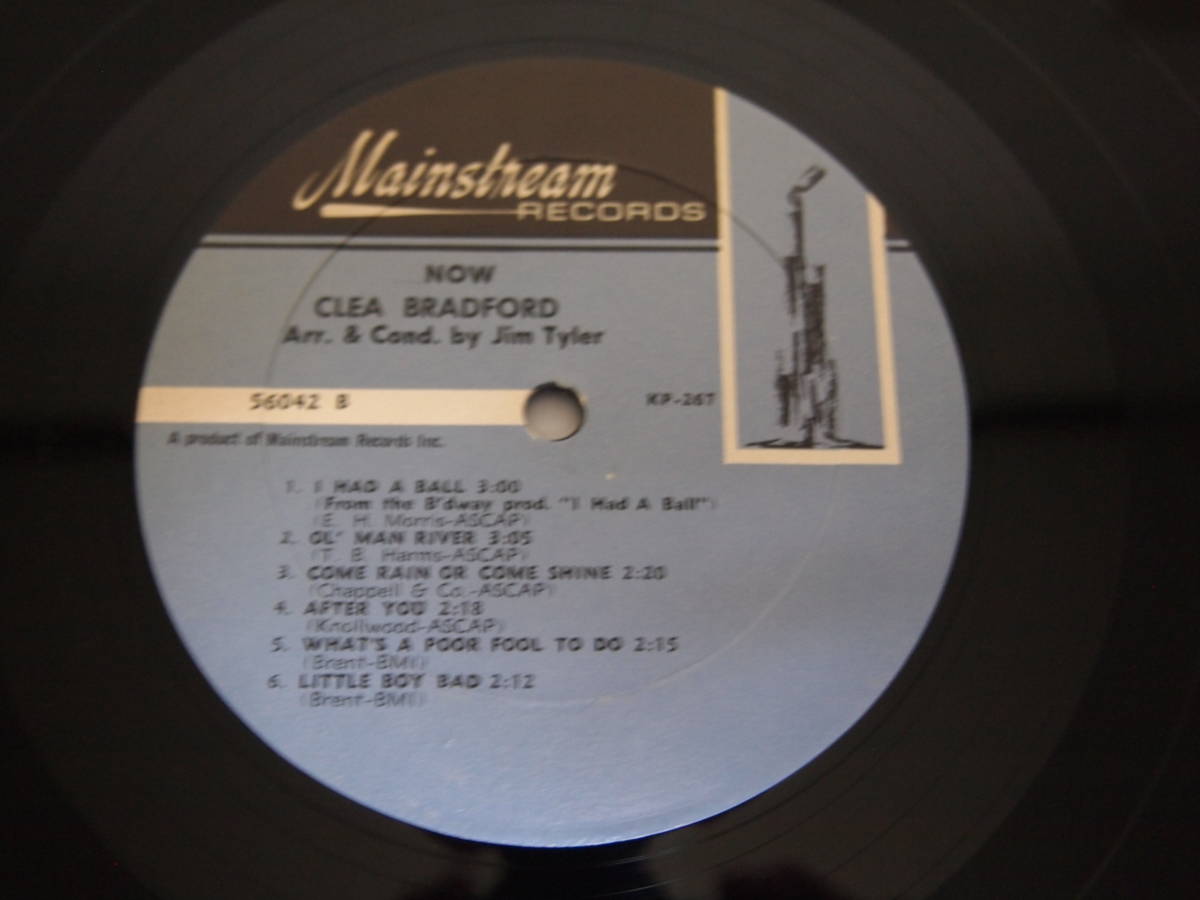 Mainstream
RECORDS
NOW
CLEA BRADFORD
Arr. & Cond. by Jim Tyler
56042 B
KP-267
A product of Mainstream Records Inc.
1. I HAD A BALL 3:00
(From the B'dway prod. "I Had A Ball")
(E. H. Morris-ASCAP)
2. OL' MAN RIVER 3:05
(T. B. Harms-ASCAP)
3. COME RAIN OR COME SHINE 2:20
(Chappell & Co.-ASCAP)
4. AFTER YOU 2:18
(Knollwood-ASCAP)
5. WHAT'S A POOR FOOL TO DO 2:15
(Brent-BMI)
6. LITTLE BOY BAD 2:12
(Brent-BMI)